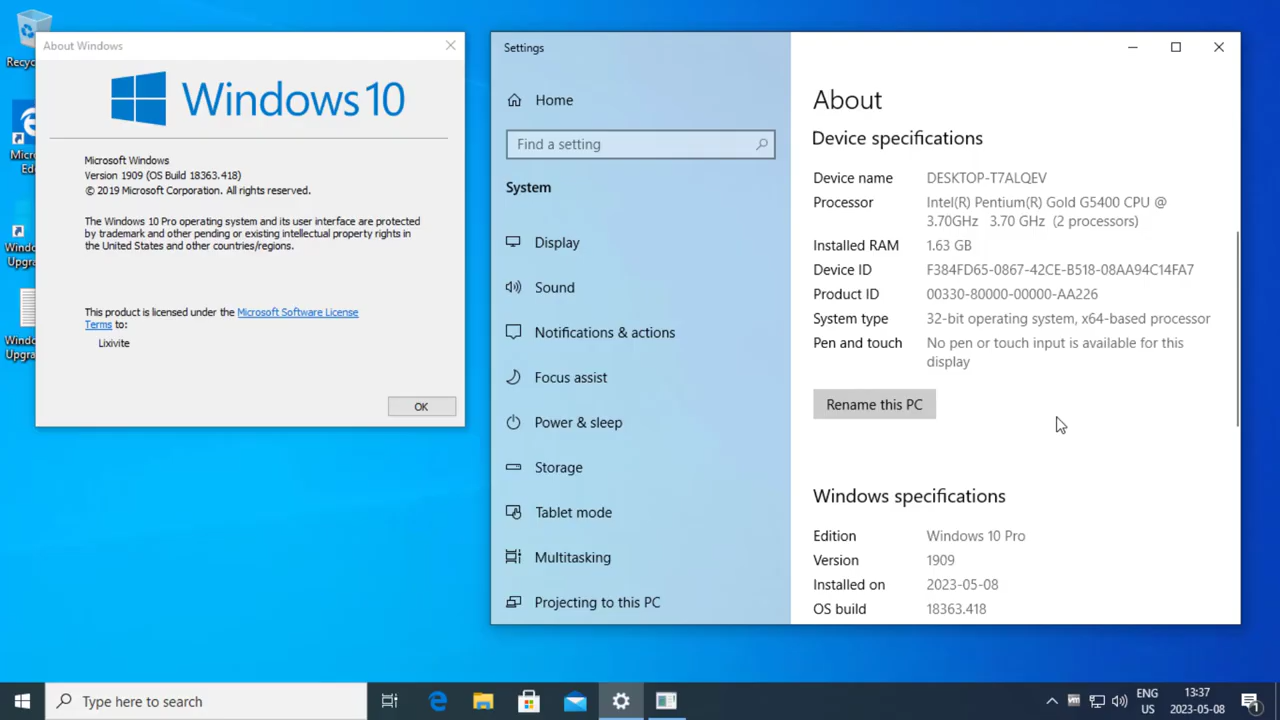 Recyc
Micro
Ed
Windo
Upgra
Windo
Upgra
About Windows
Windows 10
Microsoft Windows
Version 1909 (OS Build 18363.418)
© 2019 Microsoft Corporation. All rights reserved.
The Windows 10 Pro operating system and its user interface are protected
by trademark and other pending or existing intellectual property rights in
the United States and other countries/regions.
This product is licensed under the Microsoft Software License
Terms to:
Lixivite
OK
Settings
Home
Find a setting
System
Display
Sound
Notifications & actions
Focus assist
Power & sleep
Storage
Tablet mode
Multitasking
Projecting to this PC
About
Device specifications
Device name DESKTOP-T7ALQEV
Processor Intel(R) Pentium(R) Gold G5400 CPU @
3.70GHz 3.70 GHz (2 processors)
Installed RAM 1.63 GB
Device ID F384FD65-0867-42CE-B518-08AA94C14FA7
Product ID 00330-80000-00000-AA226
System type 32-bit operating system, x64-based processor
Pen and touch No pen or touch input is available for this
display
Rename this PC
Windows specifications
Edition Windows 10 Pro
Version 1909
Installed on 2023-05-08
OS build 18363.418
Type here to search
ENG
US
13:37
2023-05-08
1